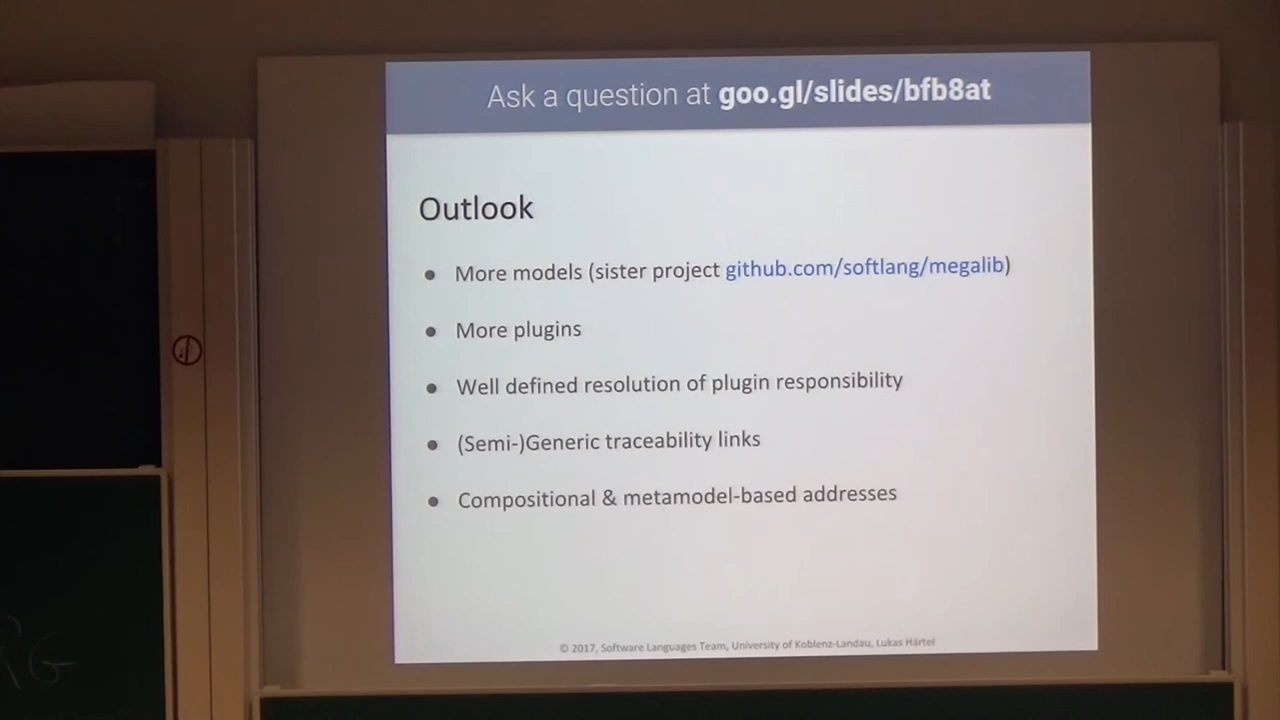 Ask a question at goo.gl/slides/bfb8at
Outlook
● More models (sister project github.com/softlang/megalib)
● More plugins
● Well defined resolution of plugin responsibility
● (Semi-)Generic traceability links
● Compositional & metamodel-based addresses
© 2017, Software Languages Team, University of Koblenz-Landau, Lukas Härtel